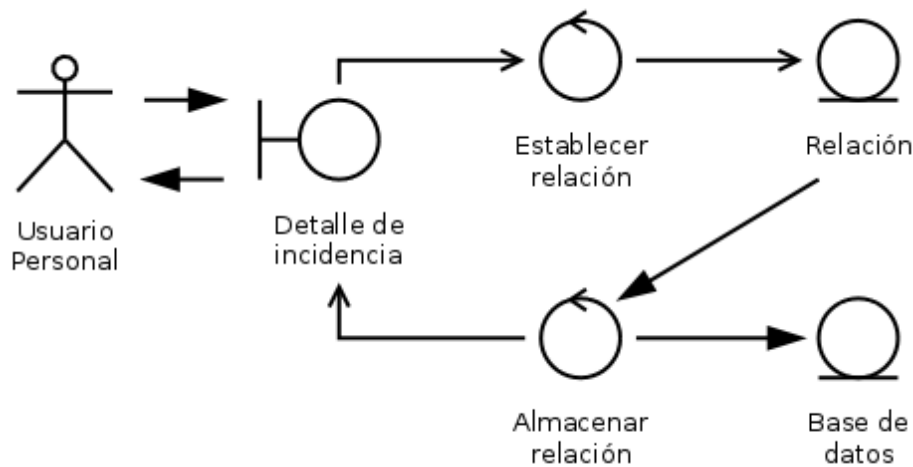 Establecer
relación
Relación
Usuario
Personal
Detalle de
incidencia
Almacenar
relación
Base de
datos